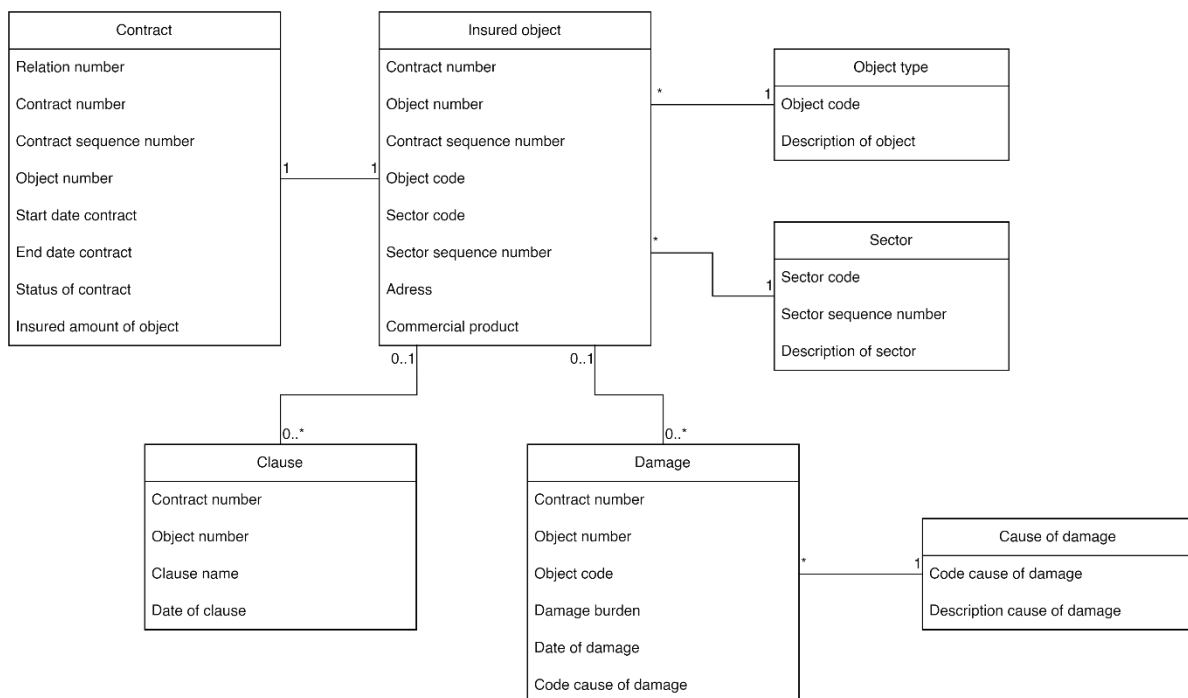 Contract
Relation number
Contract number
Contract sequence number
Object number
Start date contract
End date contract
Status of contract
Insured amount of object
1
1
Insured object
Contract number
Object number
Contract sequence number
Object code
Sector code
Sector sequence number
Adress
Commercial product
*
1
Object type
Object code
Description of object
*
1
Sector
Sector code
Sector sequence number
Description of sector
0..1
0..1
0..*
0..*
Clause
Contract number
Object number
Clause name
Date of clause
Damage
Contract number
Object number
Object code
Damage burden
Date of damage
Code cause of damage
*
1
Cause of damage
Code cause of damage
Description cause of damage